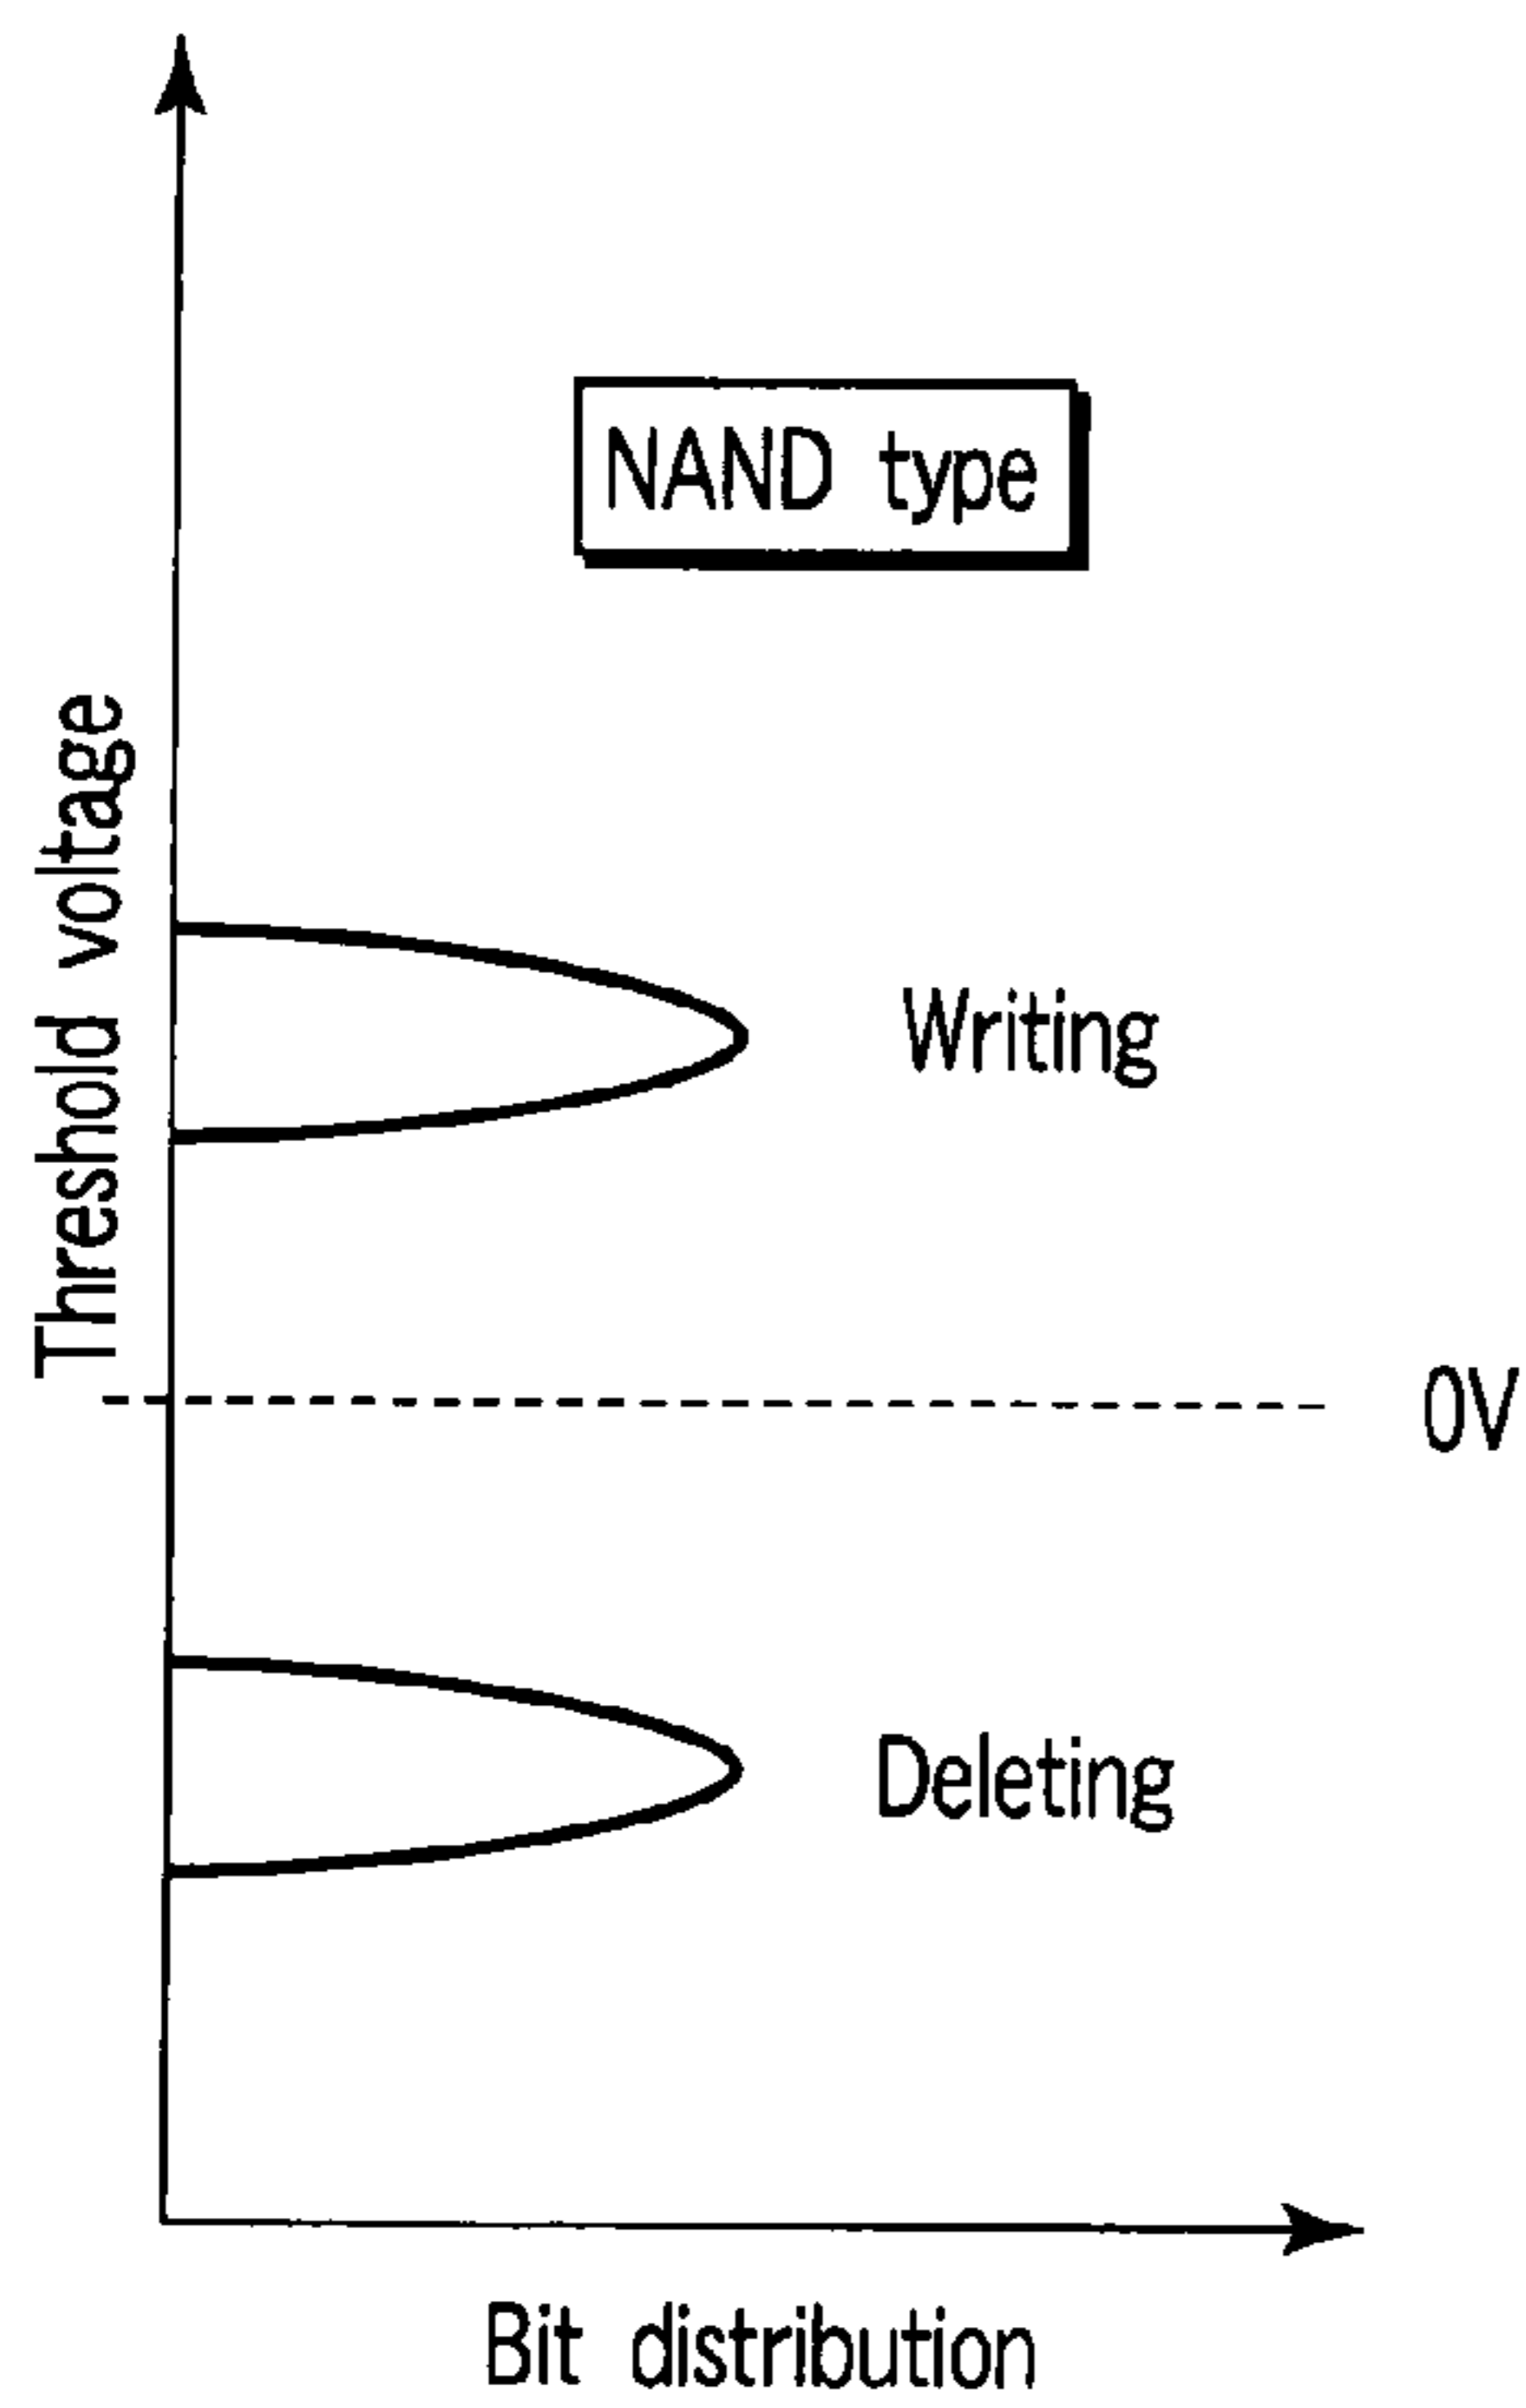 NAND type
Threshold voltage
Writing
0V
Deleting
Bit distribution